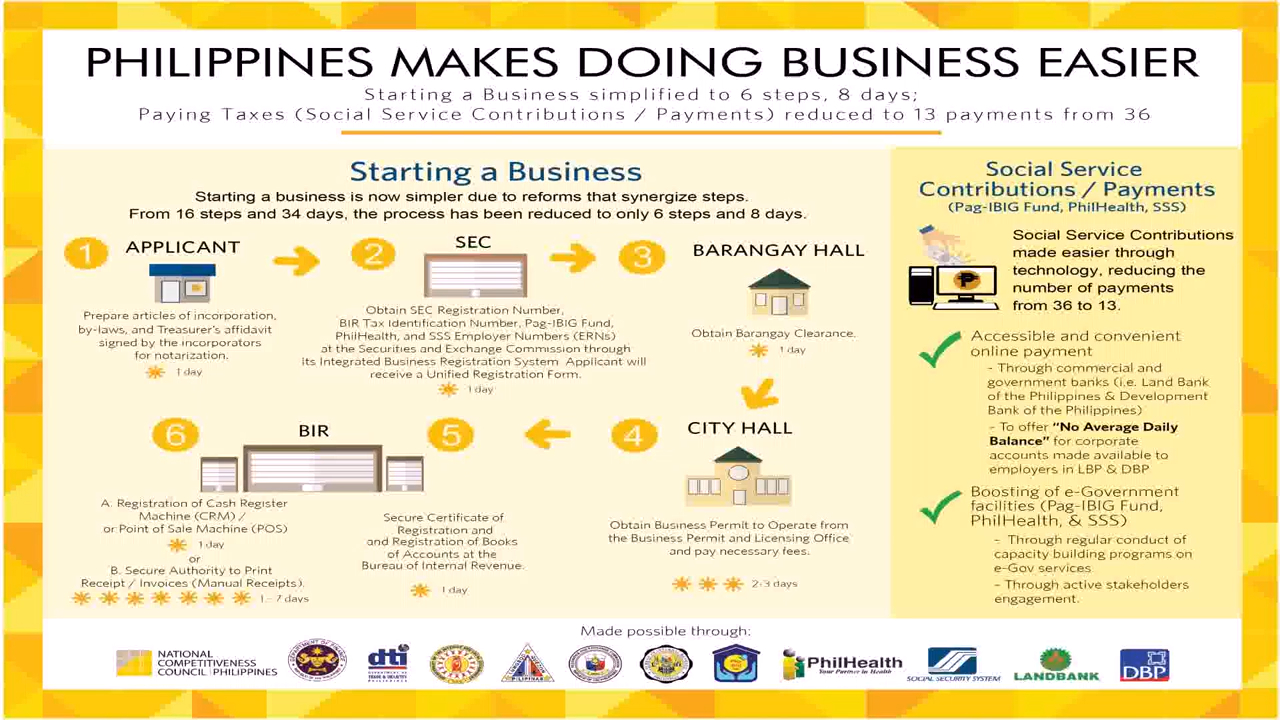 PHILIPPINES MAKES DOING BUSINESS EASIER
Starting a Business simplified to 6 steps, 8 days;
Paying Taxes (Social Service Contributions / Payments) reduced to 13 payments from 36
Starting a Business
Starting a business is now simpler due to reforms that synergize steps.
From 16 steps and 34 days, the process has been reduced to only 6 steps and 8 days.
1
APPLICANT
Prepare articles of incorporation,
by-laws, and Treasurer's affidavit
signed by the incorporators
for notarization.
1 day
2
SEC
Obtain SEC Registration Number,
BIR Tax Identification Number, Pag-IBIG Fund,
PhilHealth, and SSS Employer Numbers (ERNs)
at the Securities and Exchange Commission through
its Integrated Business Registration System. Applicant will
receive a Unified Registration Form.
1 day
3
BARANGAY HALL
Obtain Barangay Clearance.
1 day
4
CITY HALL
Obtain Business Permit to Operate from
the Business Permit and Licensing Office
and pay necessary fees.
2-3 days
5
Secure Certificate of
Registration and
and Registration of Books
of Accounts at the
Bureau of Internal Revenue.
1 day
6
BIR
A. Registration of Cash Register
Machine (CRM) /
or Point of Sale Machine (POS)
1 day
or
B. Secure Authority to Print
Receipt / Invoices (Manual Receipts).
1 - 7 days
Social Service
Contributions / Payments
(Pag-IBIG Fund, PhilHealth, SSS)
Social Service Contributions
made easier through
technology, reducing the
number of payments
from 36 to 13.
Accessible and convenient
online payment
- Through commercial and
government banks (i.e. Land Bank
of the Philippines & Development
Bank of the Philippines)
- To offer "No Average Daily
Balance" for corporate
accounts made available to
employers in LBP & DBP
Boosting of e-Government
facilities (Pag-IBIG Fund,
PhilHealth, & SSS)
- Through regular conduct of
capacity building programs on
e-Gov services
- Through active stakeholders
engagement.
Made possible through:
NATIONAL
COMPETITIVENESS
COUNCIL PHILIPPINES
dti
DEPARTMENT OF
TRADE & INDUSTRY
PHILIPPINES
PILIPINAS
PhilHealth
Your Partner in Health
SOCIAL SECURITY SYSTEM
LANDBANK
DBP